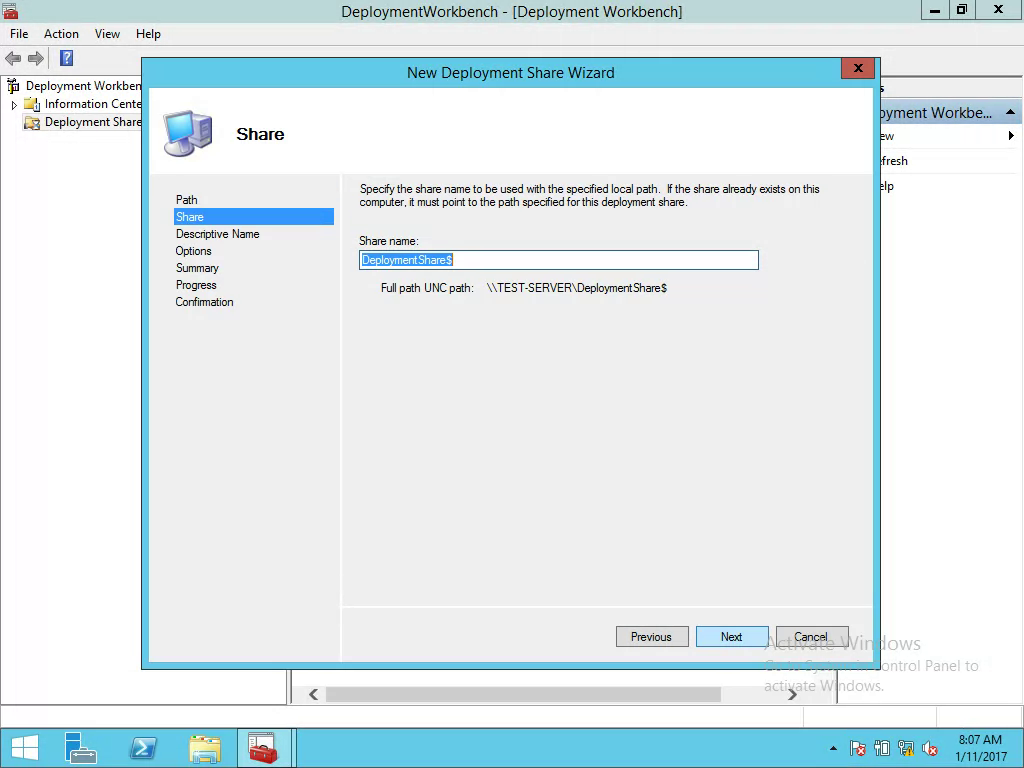 DeploymentWorkbench - [Deployment Workbench]
File Action View Help
New Deployment Share Wizard
Deployment Workben
Information Cente
Deployment Share
s
oyment Workbe...
ew
efresh
elp
Share
Path
Share
Descriptive Name
Options
Summary
Progress
Confirmation
Specify the share name to be used with the specified local path. If the share already exists on this
computer, it must point to the path specified for this deployment share.
Share name:
DeploymentShare$
Full path UNC path: \\TEST-SERVER\DeploymentShare$
Previous Next Cancel
Activate Windows
Go to System in Control Panel to
activate Windows.
8:07 AM
1/11/2017